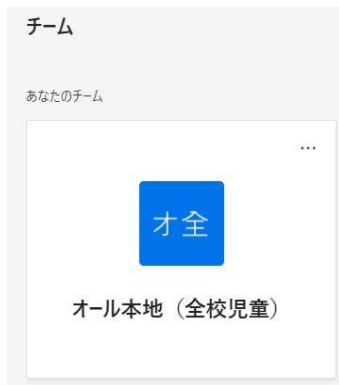 チーム
あなたのチーム
…
オ全
オール本地（全校児童）